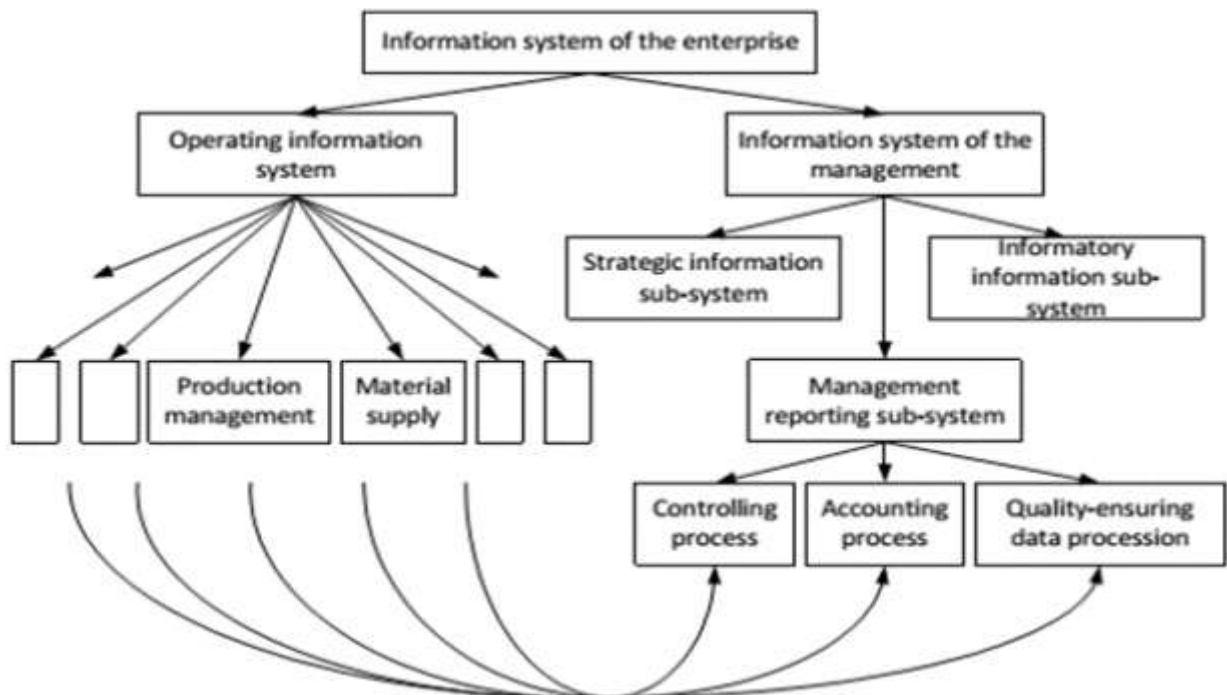 Information system of the enterprise
Operating information
system
Information system of the
management
Strategic information
sub-system
Informatory
information sub-
system
Production
management
Material
supply
Management
reporting sub-system
Controlling
process
Accounting
process
Quality-ensuring
data procession